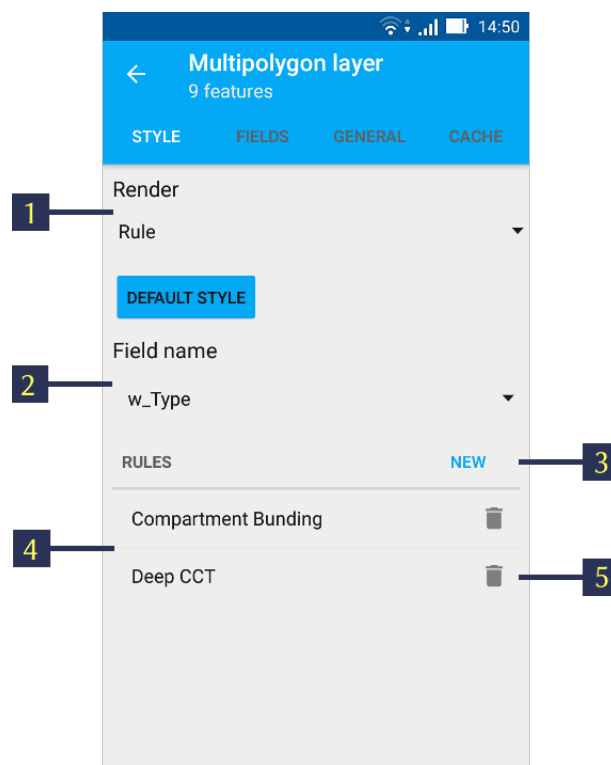 14:50
Multipolygon layer
9 features
STYLE FIELDS GENERAL CACHE
Render
1
Rule
DEFAULT STYLE
Field name
2
w_Type
RULES NEW 3
Compartment Bunding
4
Deep CCT 5